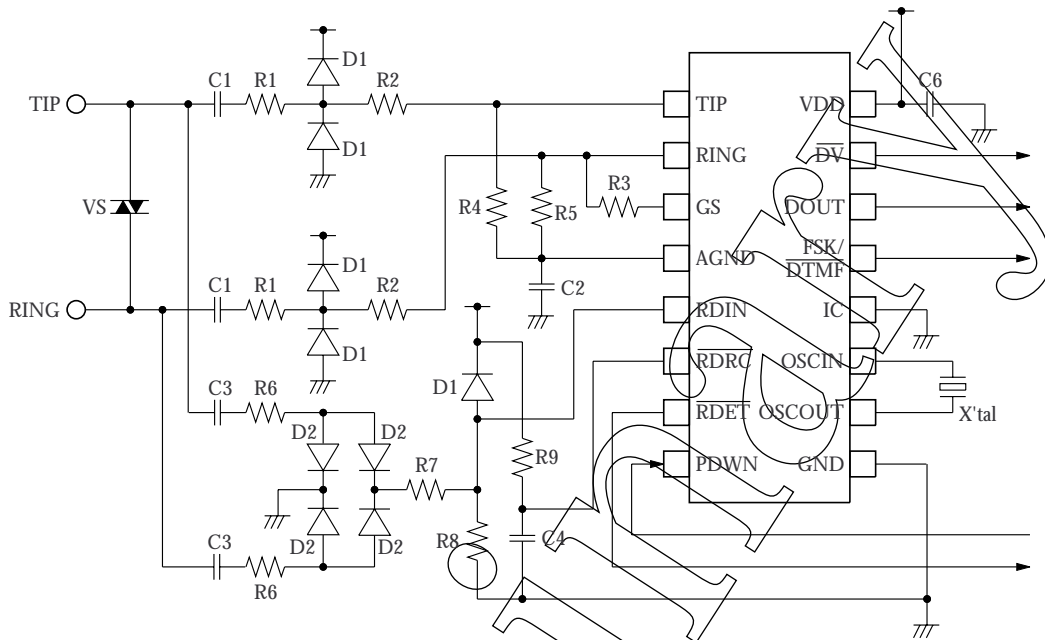 D1
C1 R1 R2 C6
TIP TIP VDD
D1
RING DV
VS R4 R5 R3 GS DOUT
FSK/
D1 AGND DTMF
C1 R1 R2 C2
RING RDIN IC
D1
RDRC OSCIN
C3 R6 D1
RDET OSCOUT X'tal
D2 D2
R9
R7 PDWN GND
D2 D2 R8 C4
C3
R6